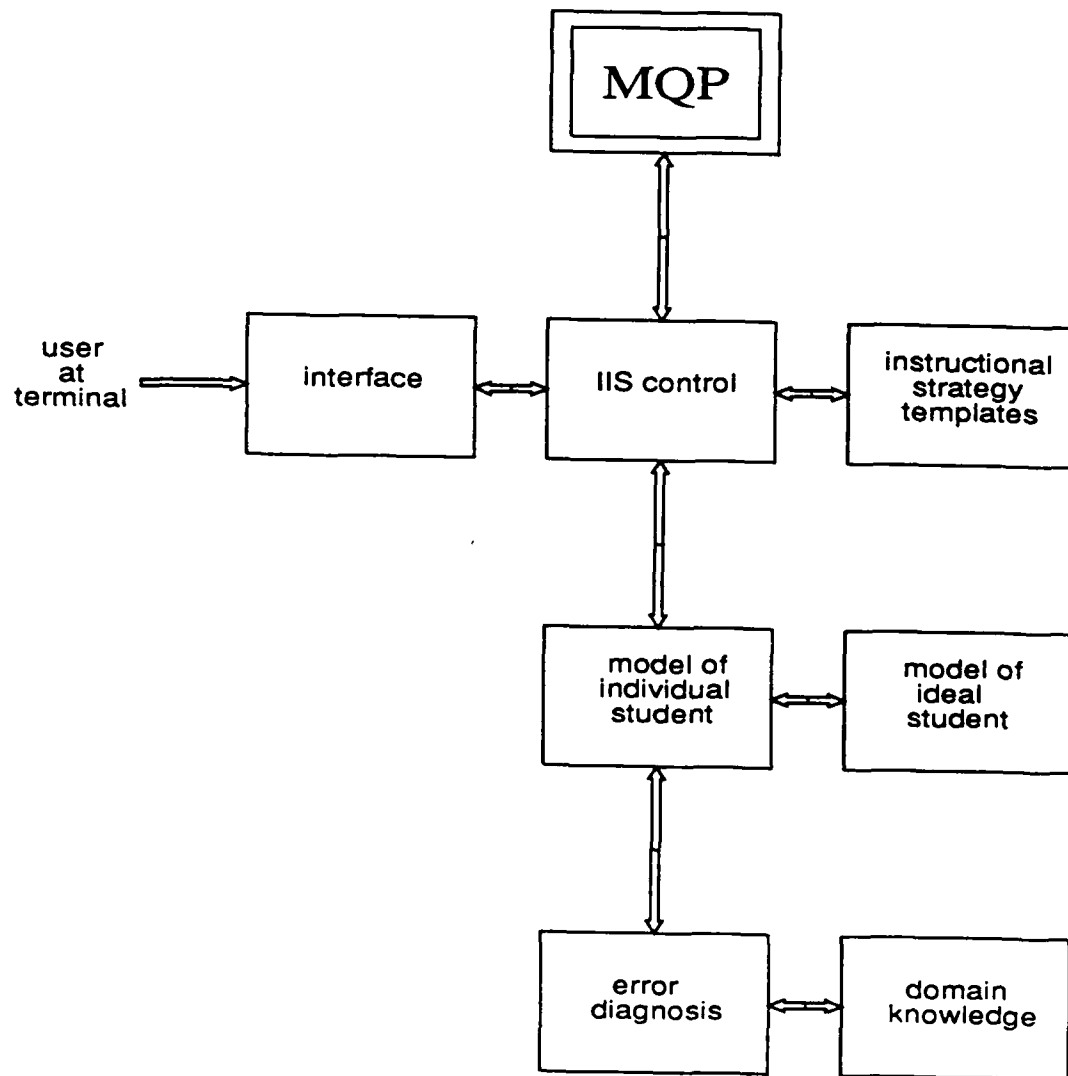 MQP
user
at
terminal
interface
IIS control
instructional
strategy
templates
model of
individual
student
model of
ideal
student
error
diagnosis
domain
knowledge